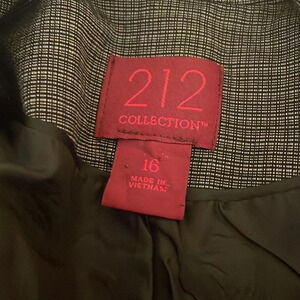 212
COLLECTION™
16
MADE IN
VIETNAM